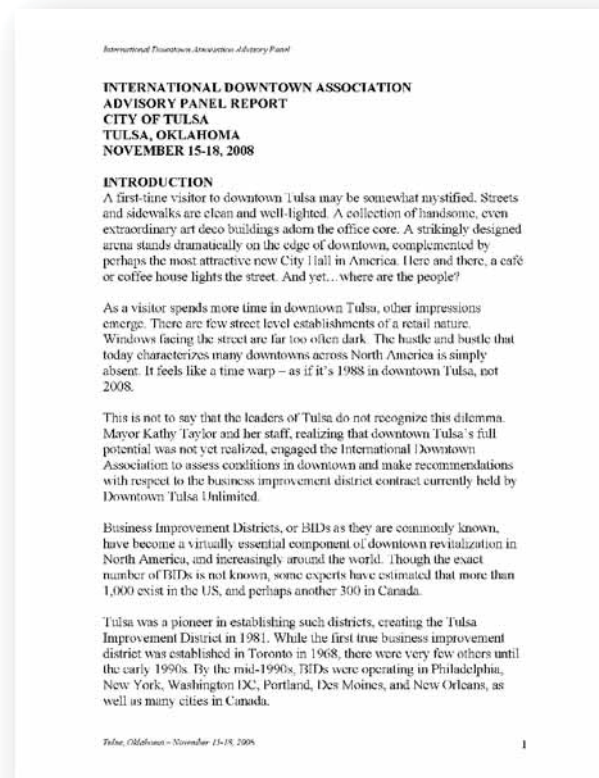 International Downtown Association Advisory Panel
INTERNATIONAL DOWNTOWN ASSOCIATION
ADVISORY PANEL REPORT
CITY OF TULSA
TULSA, OKLAHOMA
NOVEMBER 15-18, 2008
INTRODUCTION
A first-time visitor to downtown Tulsa may be somewhat mystified. Streets
and sidewalks are clean and well-lighted. A collection of handsome, even
extraordinary art deco buildings adorn the office core. A strikingly designed
arena stands dramatically on the edge of downtown, complemented by
perhaps the most attractive new City Hall in America. Here and there, a café
or coffee house lights the street. And yet…where are the people?
As a visitor spends more time in downtown Tulsa, other impressions
emerge. There are few street level establishments of a retail nature.
Windows facing the street are far too often dark. The hustle and bustle that
today characterizes many downtowns across North America is simply
absent. It feels like a time warp – as if it's 1988 in downtown Tulsa, not
2008.
This is not to say that the leaders of Tulsa do not recognize this dilemma.
Mayor Kathy Taylor and her staff, realizing that downtown Tulsa's full
potential was not yet realized, engaged the International Downtown
Association to assess conditions in downtown and make recommendations
with respect to the business improvement district contract currently held by
Downtown Tulsa Unlimited.
Business Improvement Districts, or BIDs as they are commonly known,
have become a virtually essential component of downtown revitalization in
North America, and increasingly around the world. Though the exact
number of BIDs is not known, some experts have estimated that more than
1,000 exist in the US, and perhaps another 300 in Canada.
Tulsa was a pioneer in establishing such districts, creating the Tulsa
Improvement District in 1981. While the first true business improvement
district was established in Toronto in 1968, there were very few others until
the early 1990s. By the mid-1990s, BIDs were operating in Philadelphia,
New York, Washington DC, Portland, Des Moines, and New Orleans, as
well as many cities in Canada.
Tulsa, Oklahoma – November 15-18, 2008
1